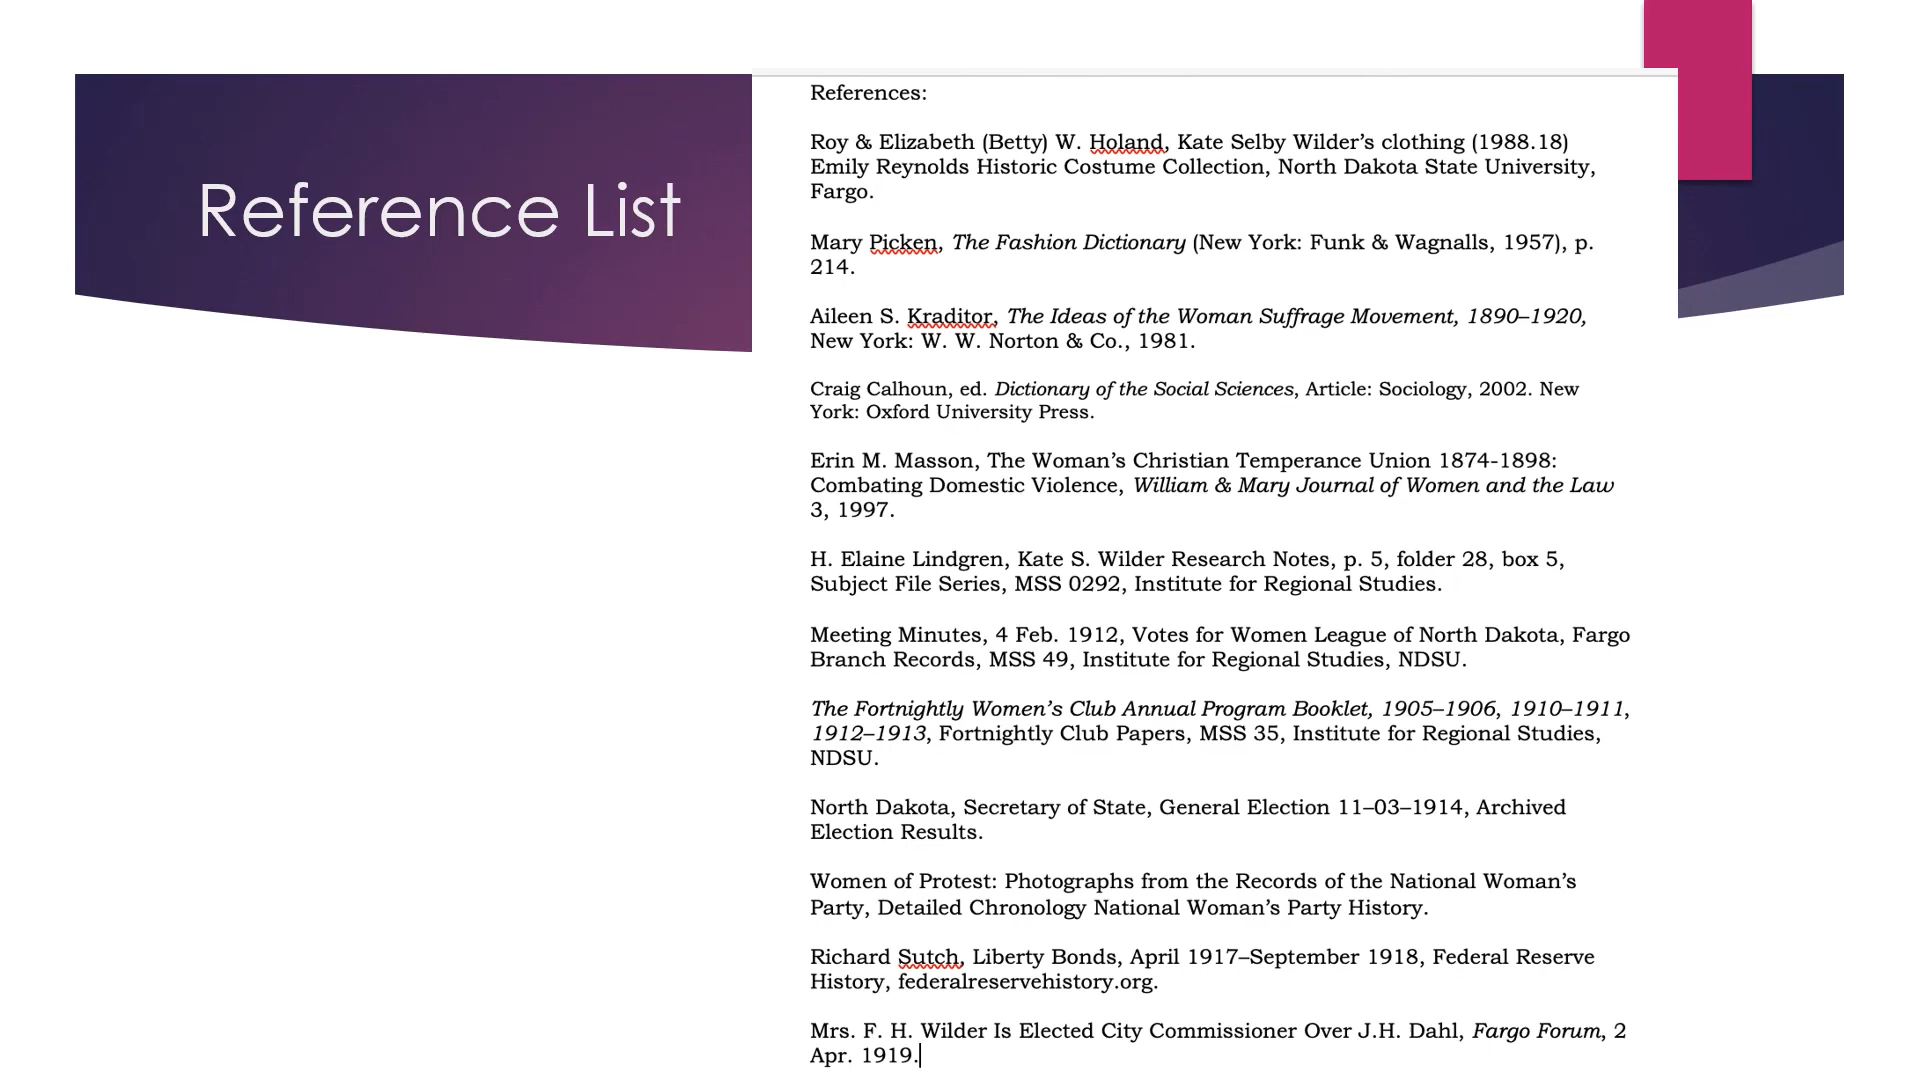 Reference List
References:
Roy & Elizabeth (Betty) W. Holand, Kate Selby Wilder’s clothing (1988.18)
Emily Reynolds Historic Costume Collection, North Dakota State University,
Fargo.
Mary Picken, The Fashion Dictionary (New York: Funk & Wagnalls, 1957), p.
214.
Aileen S. Kraditor, The Ideas of the Woman Suffrage Movement, 1890–1920,
New York: W. W. Norton & Co., 1981.
Craig Calhoun, ed. Dictionary of the Social Sciences, Article: Sociology, 2002. New
York: Oxford University Press.
Erin M. Masson, The Woman’s Christian Temperance Union 1874-1898:
Combating Domestic Violence, William & Mary Journal of Women and the Law
3, 1997.
H. Elaine Lindgren, Kate S. Wilder Research Notes, p. 5, folder 28, box 5,
Subject File Series, MSS 0292, Institute for Regional Studies.
Meeting Minutes, 4 Feb. 1912, Votes for Women League of North Dakota, Fargo
Branch Records, MSS 49, Institute for Regional Studies, NDSU.
The Fortnightly Women’s Club Annual Program Booklet, 1905–1906, 1910–1911,
1912–1913, Fortnightly Club Papers, MSS 35, Institute for Regional Studies,
NDSU.
North Dakota, Secretary of State, General Election 11–03–1914, Archived
Election Results.
Women of Protest: Photographs from the Records of the National Woman’s
Party, Detailed Chronology National Woman’s Party History.
Richard Sutch, Liberty Bonds, April 1917–September 1918, Federal Reserve
History, federalreservehistory.org.
Mrs. F. H. Wilder Is Elected City Commissioner Over J.H. Dahl, Fargo Forum, 2
Apr. 1919.